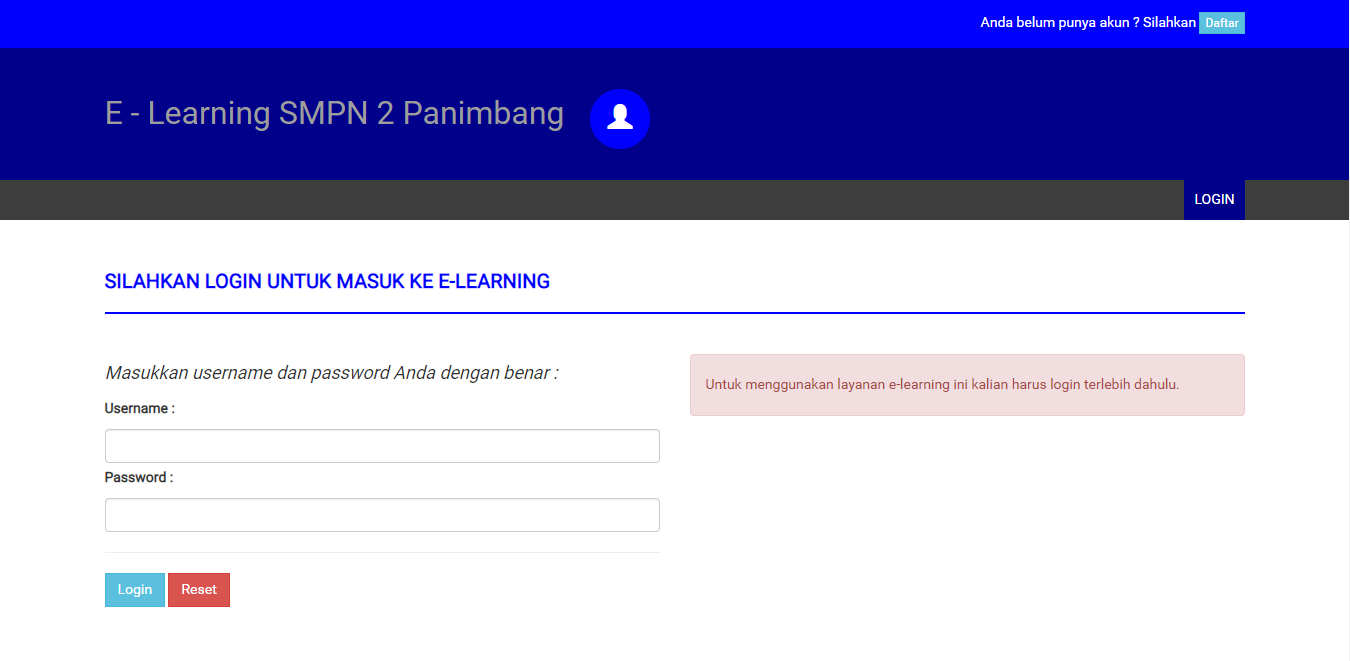 Anda belum punya akun ? Silahkan Daftar
E - Learning SMPN 2 Panimbang
LOGIN
SILAHKAN LOGIN UNTUK MASUK KE E-LEARNING
Masukkan username dan password Anda dengan benar :
Username :
Password :
Login Reset
Untuk menggunakan layanan e-learning ini kalian harus login terlebih dahulu.